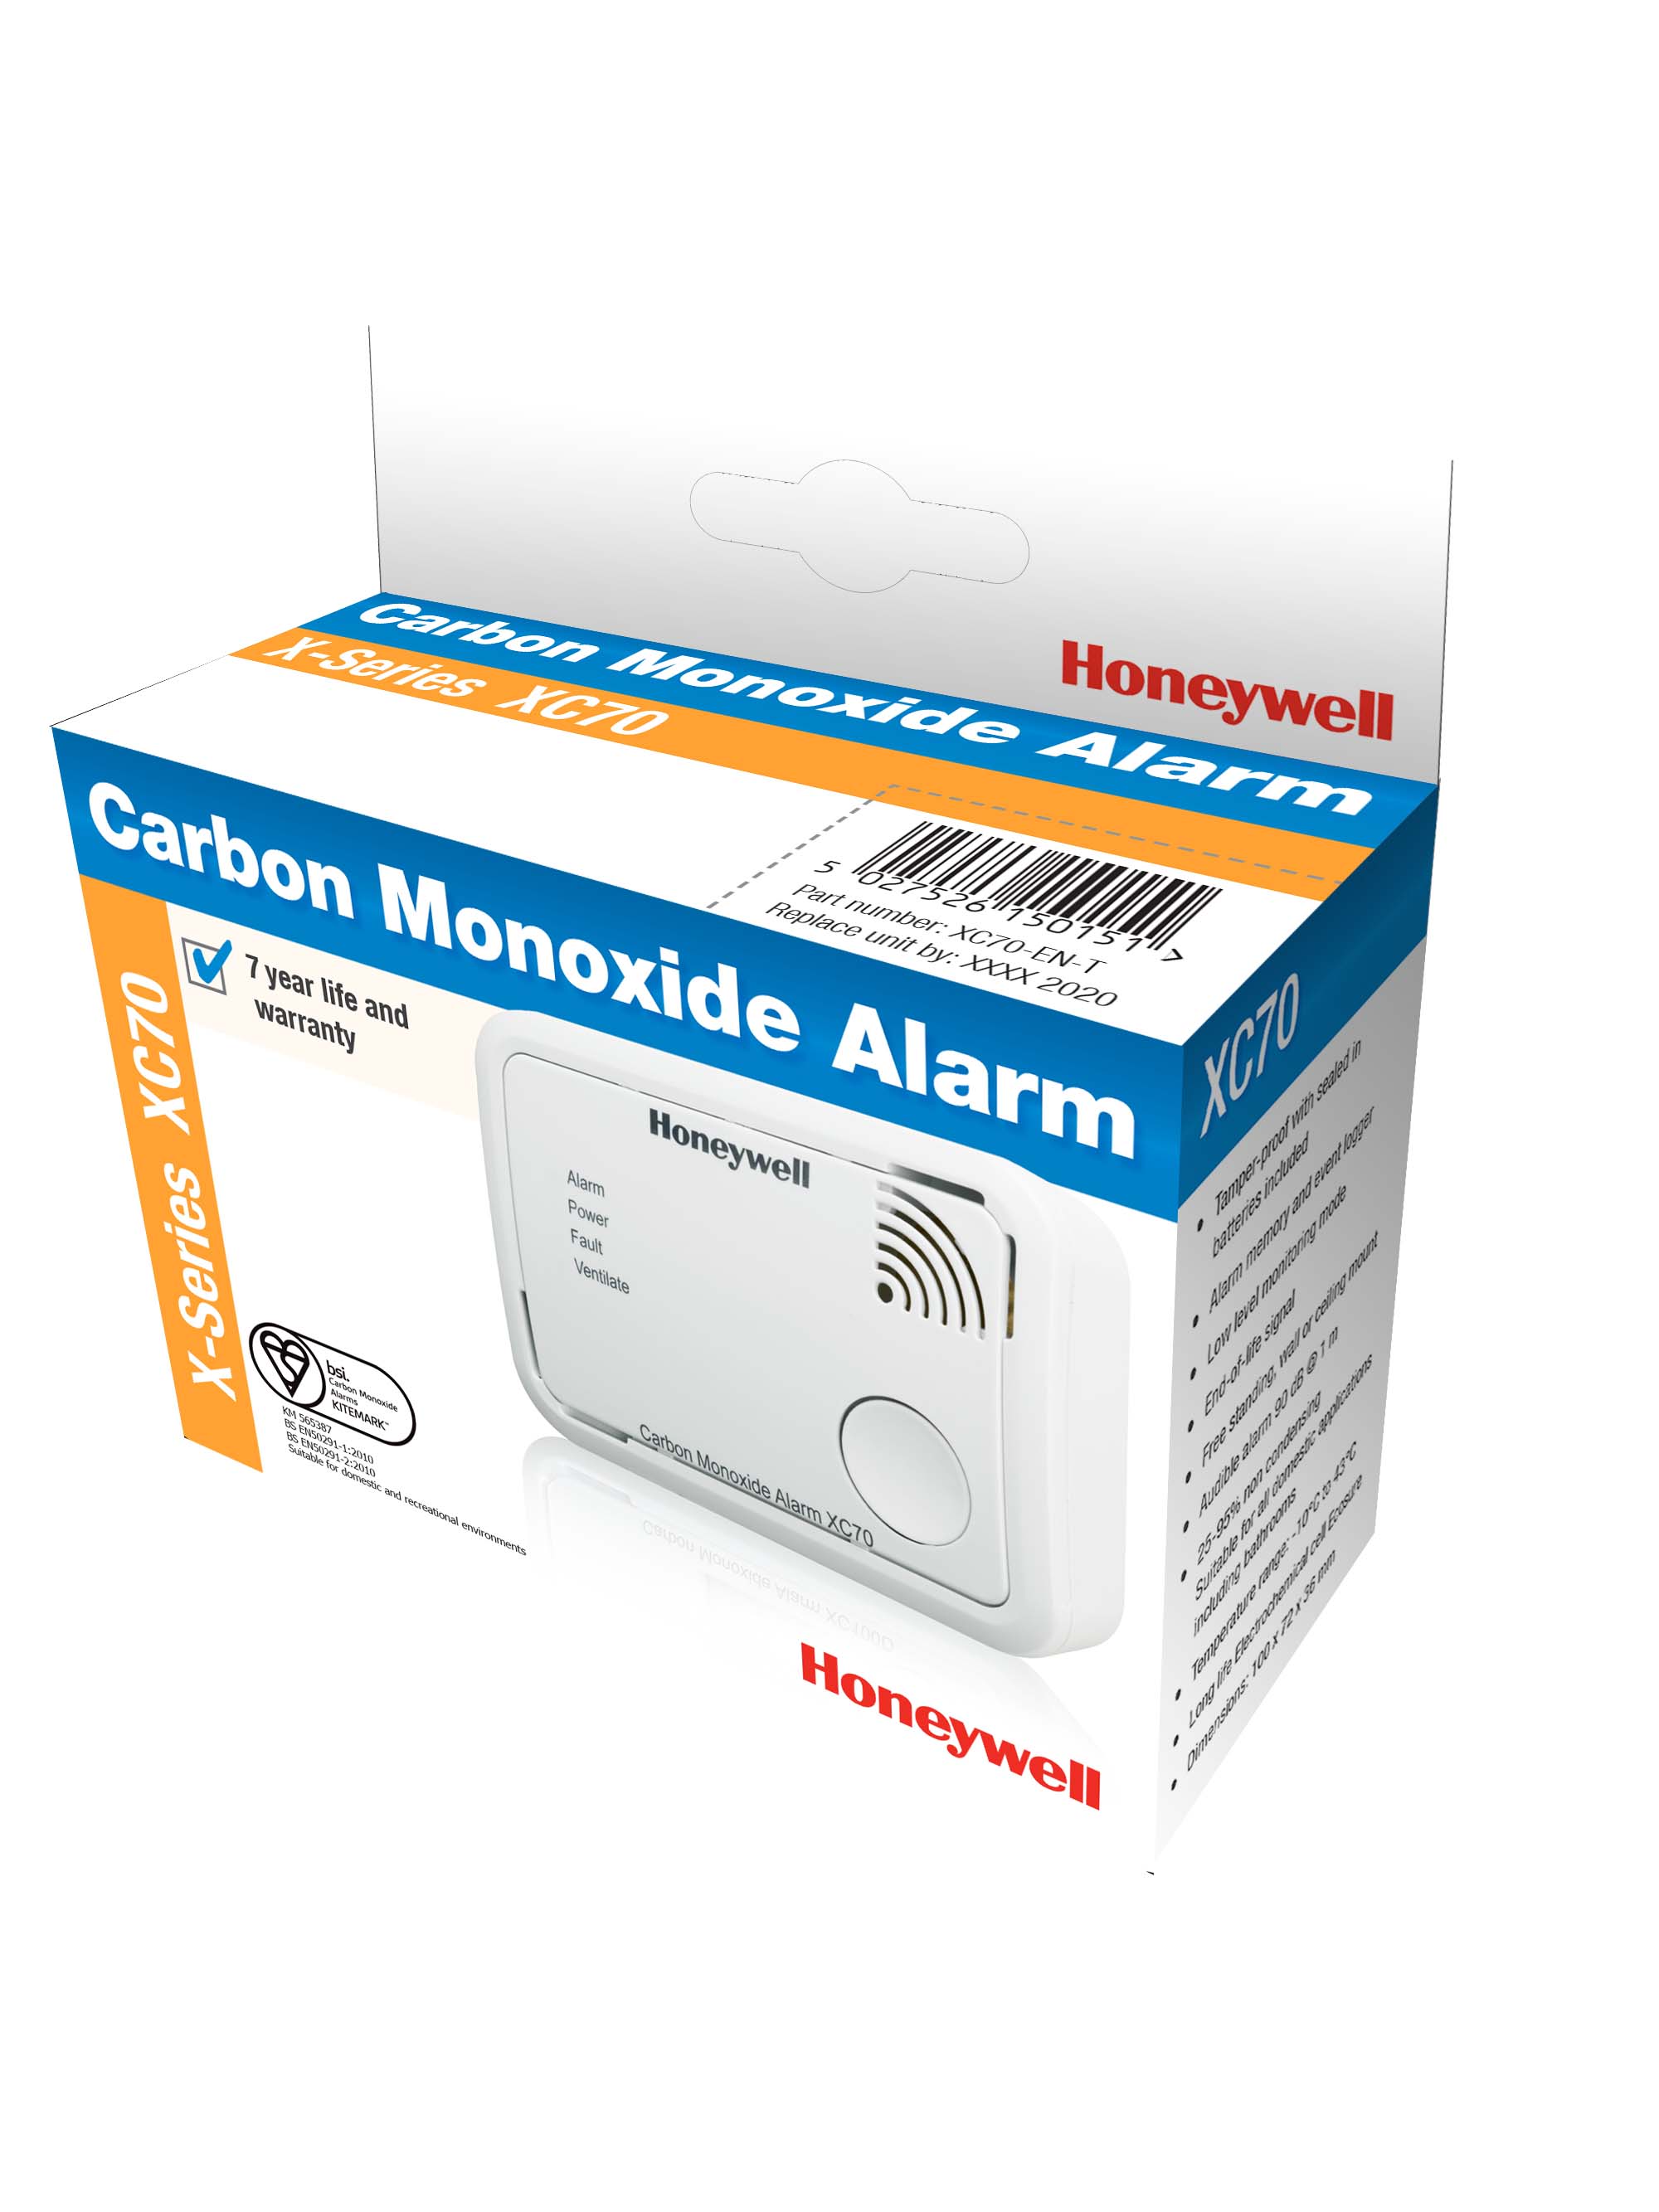 Honeywell
Carbon Monoxide Alarm
X-Series XC70
5 027526 150151 >
Part number: XC70-EN-T
Replace unit by: XXXX 2020
Carbon Monoxide Alarm
X-Series XC70
7 year life and
warranty
Honeywell
Alarm
Power
Fault
Ventilate
Carbon Monoxide Alarm XC70
Carbon Monoxide Alarm XC100D
bsi.
Carbon Monoxide
Alarms
KITEMARK™
KM 565387
BS EN50291-1:2010
BS EN50291-2:2010
Suitable for domestic and recreational environments
Honeywell
XC70
• Tamper-proof with sealed in
batteries included
• Alarm memory and event logger
• Low level monitoring mode
• End-of-life signal
• Free standing, wall or ceiling mount
• Audible alarm 90 dB @ 1 m
• 25-95% non condensing
Suitable for all domestic applications
including bathrooms
• Temperature range: -10°C to 43°C
• Long life Electrochemical cell Ecosure
• Dimensions: 100 x 72 x 36 mm